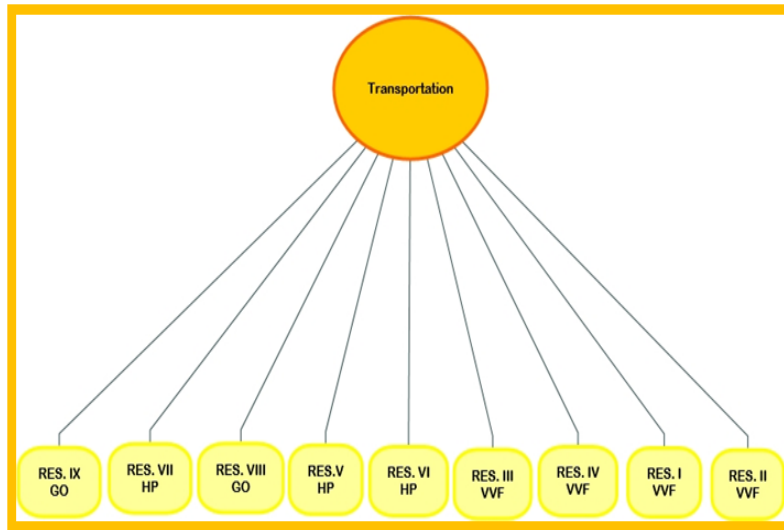 Transportation
RES. IX
GO
RES. VII
HP
RES. VIII
GO
RES.V
HP
RES. VI
HP
RES. III
VVF
RES. IV
VVF
RES. I
VVF
RES. II
VVF